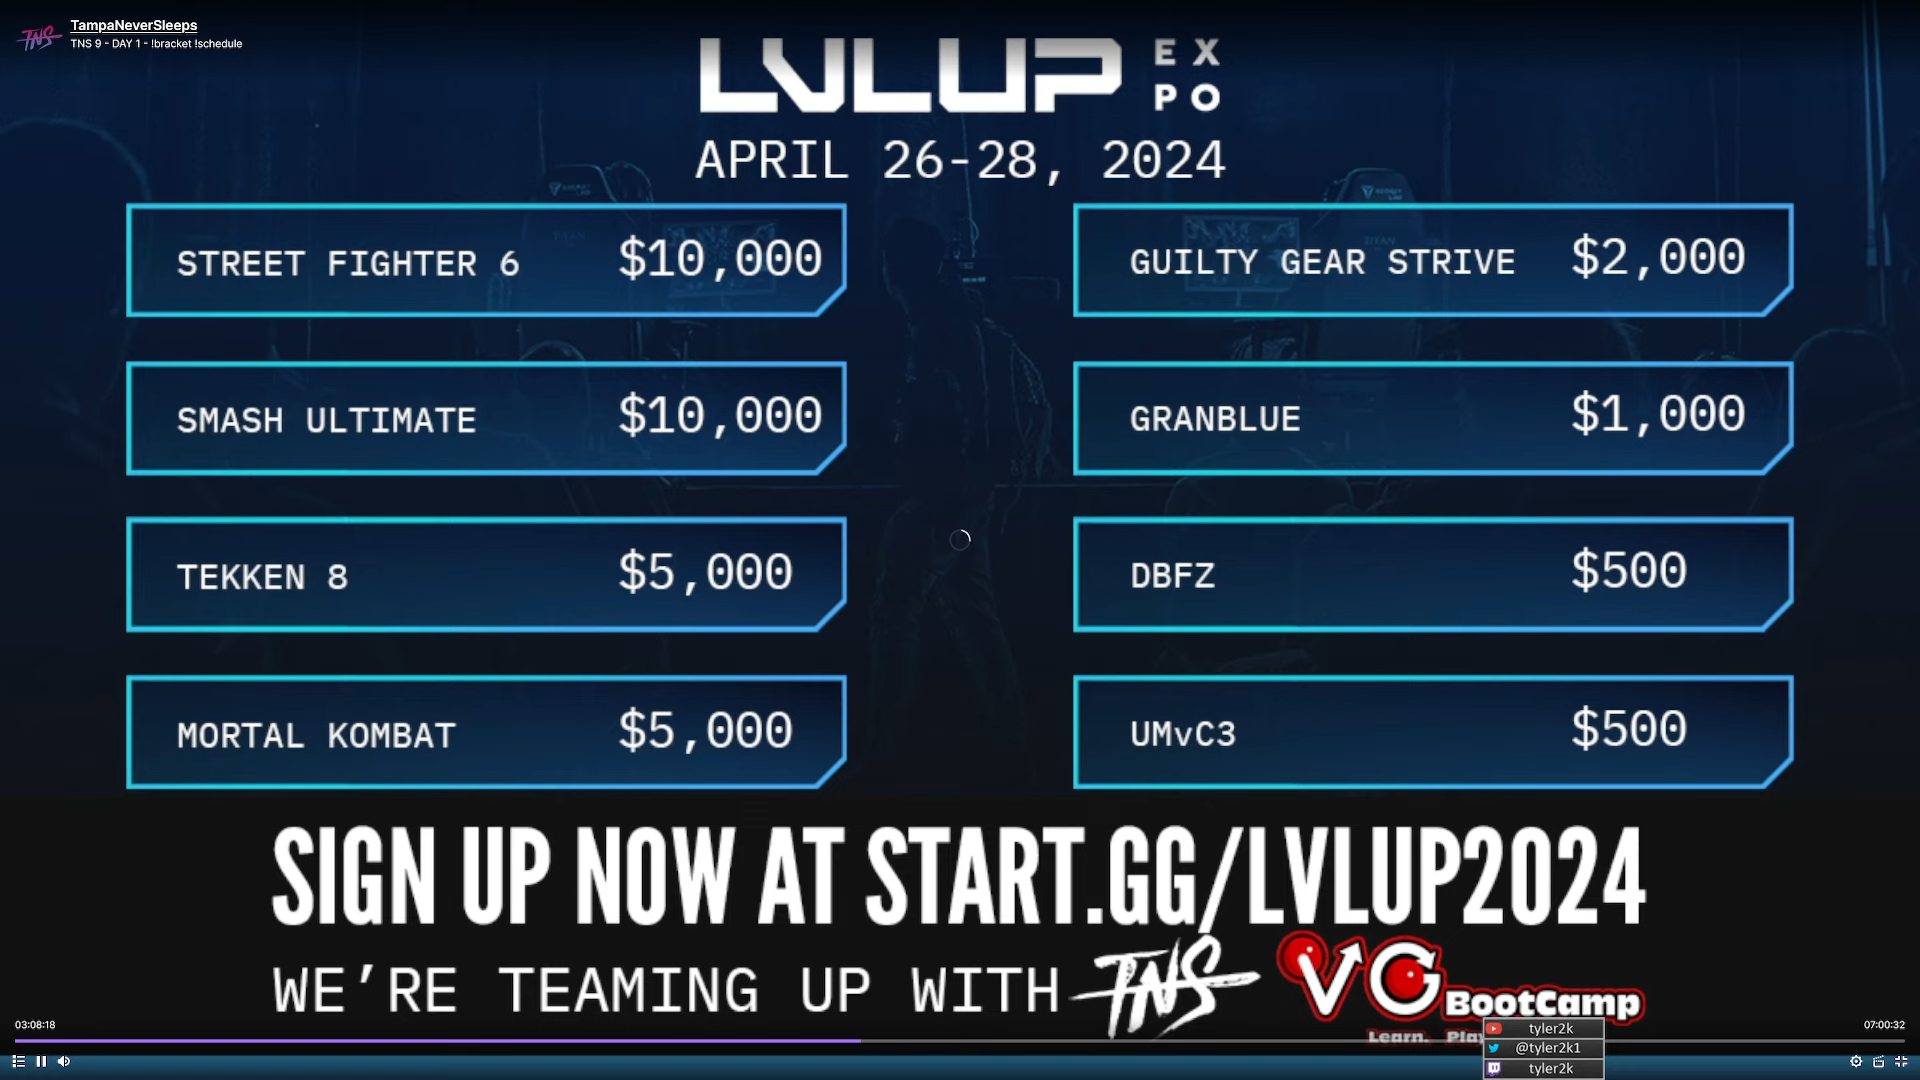 TampaNeverSleeps
TNS 9 - DAY 1 - !bracket !schedule
LVLUP EXPO
APRIL 26-28, 2024
STREET FIGHTER 6 $10,000
GUILTY GEAR STRIVE $2,000
SMASH ULTIMATE $10,000
GRANBLUE $1,000
TEKKEN 8 $5,000
DBFZ $500
MORTAL KOMBAT $5,000
UMvC3 $500
SIGN UP NOW AT START.GG/LVLUP2024
WE'RE TEAMING UP WITH TNS VG BootCamp
Learn.
03:08:18
07:00:32
tyler2k
@tyler2k1
tyler2k